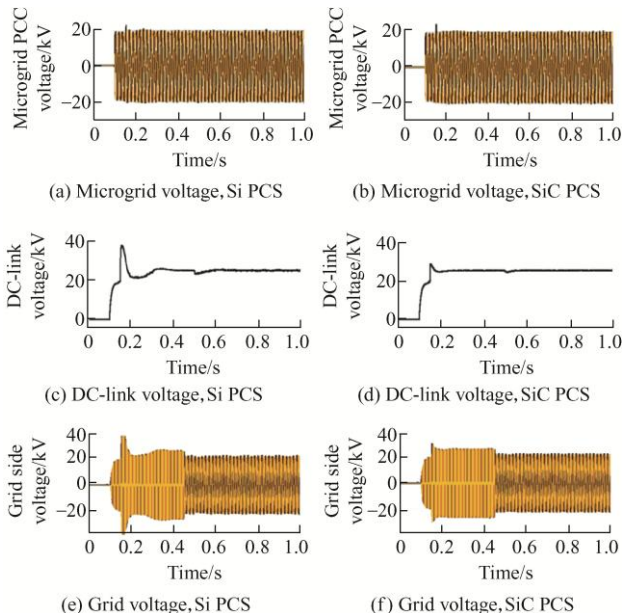 Microgrid PCC
voltage/kV
20
0
–20
0 0.2 0.4 0.6 0.8 1.0
Time/s
(a) Microgrid voltage, Si PCS
Microgrid PCC
voltage/kV
20
0
–20
0 0.2 0.4 0.6 0.8 1.0
Time/s
(b) Microgrid voltage, SiC PCS
DC-link
voltage/kV
40
20
0
0 0.2 0.4 0.6 0.8 1.0
Time/s
(c) DC-link voltage, Si PCS
DC-link
voltage/kV
40
20
0
0 0.2 0.4 0.6 0.8 1.0
Time/s
(d) DC-link voltage, SiC PCS
Grid side
voltage/kV
40
20
0
–20
0 0.2 0.4 0.6 0.8 1.0
Time/s
(e) Grid voltage, Si PCS
Grid side
voltage/kV
40
20
0
–20
0 0.2 0.4 0.6 0.8 1.0
Time/s
(f) Grid voltage, SiC PCS